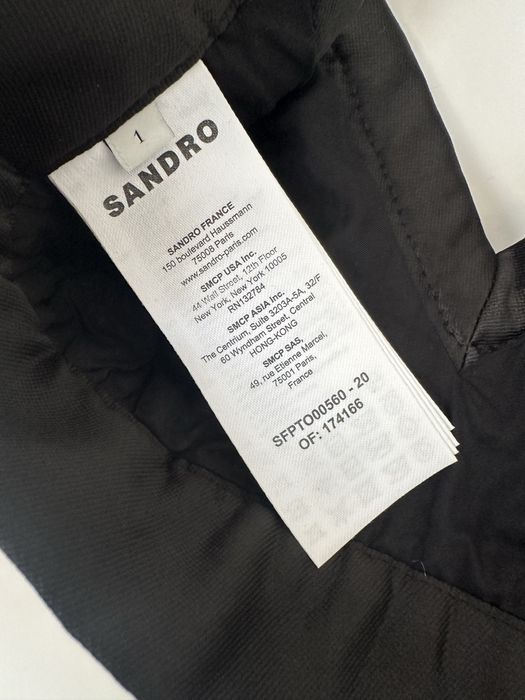 1
SANDRO
SANDRO FRANCE
150 boulevard Haussmann
75008 Paris
www.sandro-paris.com
SMCP USA Inc.
44 Wall Street, 12th Floor
New York, New York 10005
RN132784
SMCP ASIA Inc.
The Centrium, Suite 3203A-5A, 32/F
60 Wyndham Street, Central
HONG-KONG
SMCP SAS,
49, rue Etienne Marcel,
75001 Paris,
France
SFPTO00560 - 20
OF: 174166